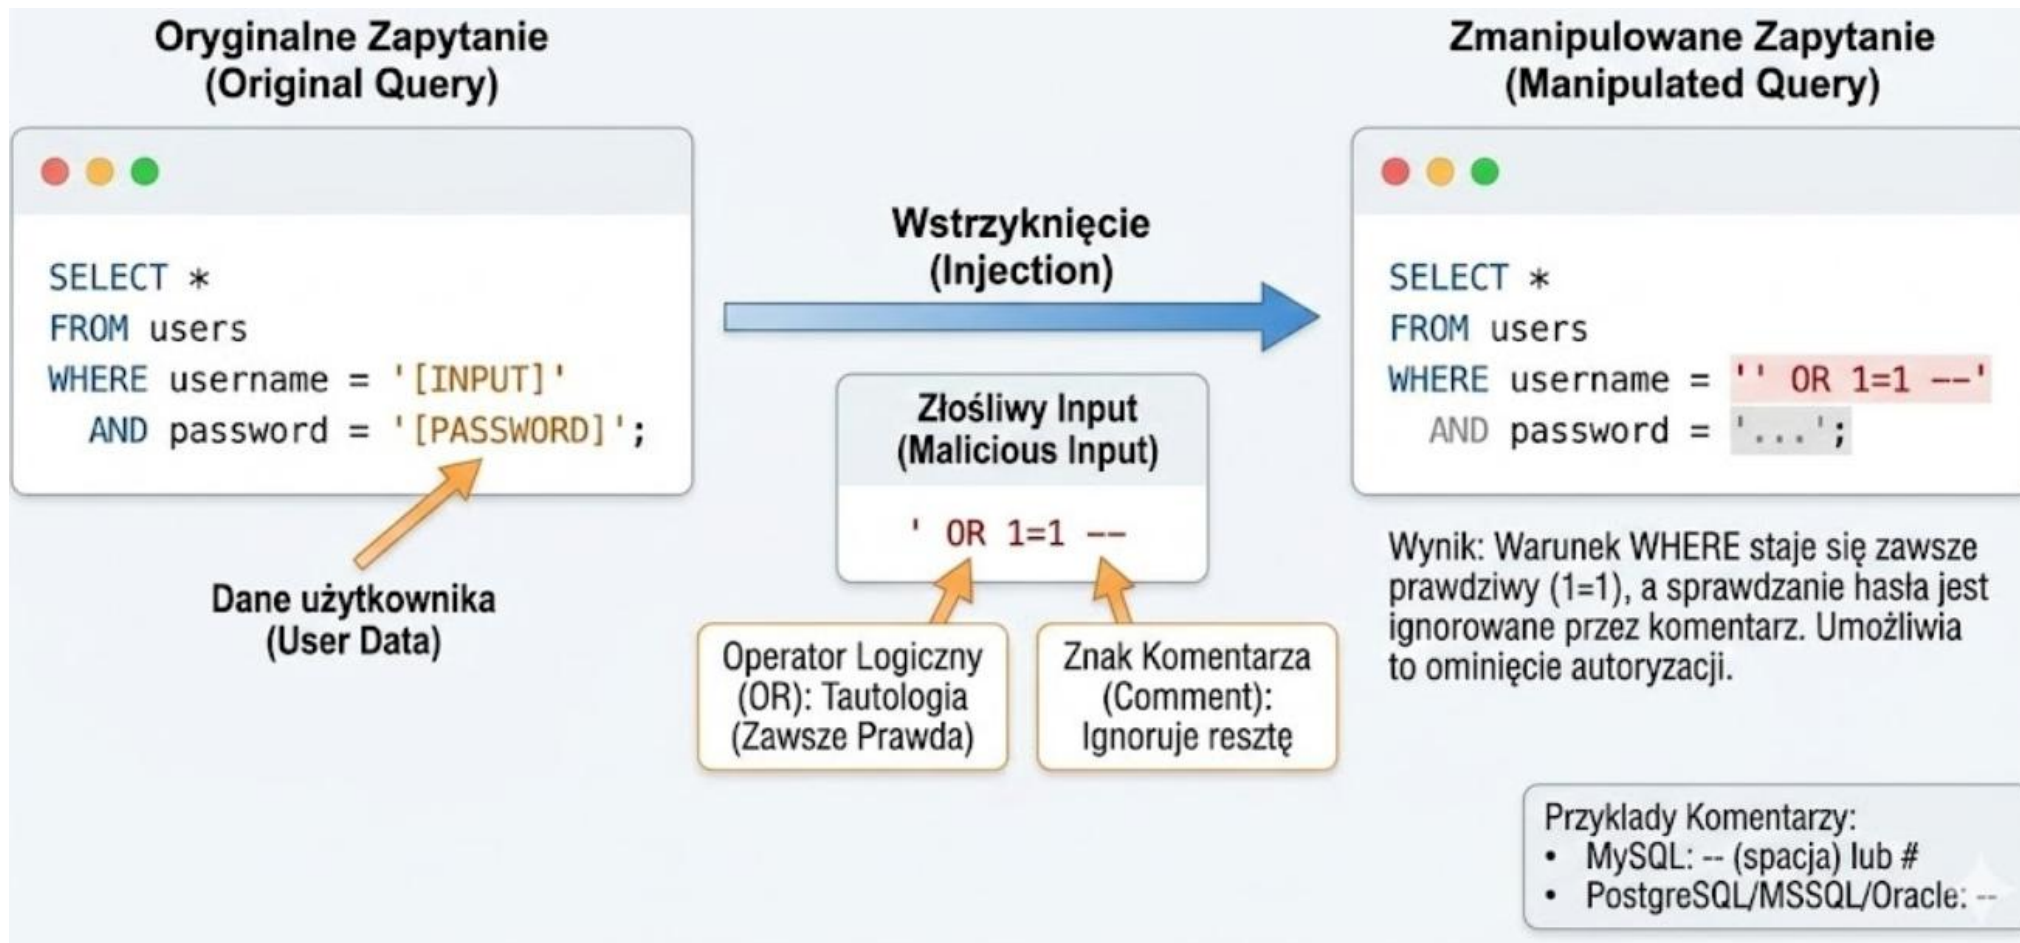 Oryginalne Zapytanie
(Original Query)
SELECT *
FROM users
WHERE username = '[INPUT]'
AND password = '[PASSWORD]';
Dane użytkownika
(User Data)
Wstrzyknięcie
(Injection)
Złośliwy Input
(Malicious Input)
' OR 1=1 --
Operator Logiczny
(OR): Tautologia
(Zawsze Prawda)
Znak Komentarza
(Comment):
Ignoruje resztę
Zmanipulowane Zapytanie
(Manipulated Query)
SELECT *
FROM users
WHERE username = '' OR 1=1 --'
AND password = '...';
Wynik: Warunek WHERE staje się zawsze
prawdziwy (1=1), a sprawdzanie hasła jest
ignorowane przez komentarz. Umożliwia
to ominięcie autoryzacji.
Przyklady Komentarzy:
• MySQL: -- (spacja) lub #
• PostgreSQL/MSSQL/Oracle: --